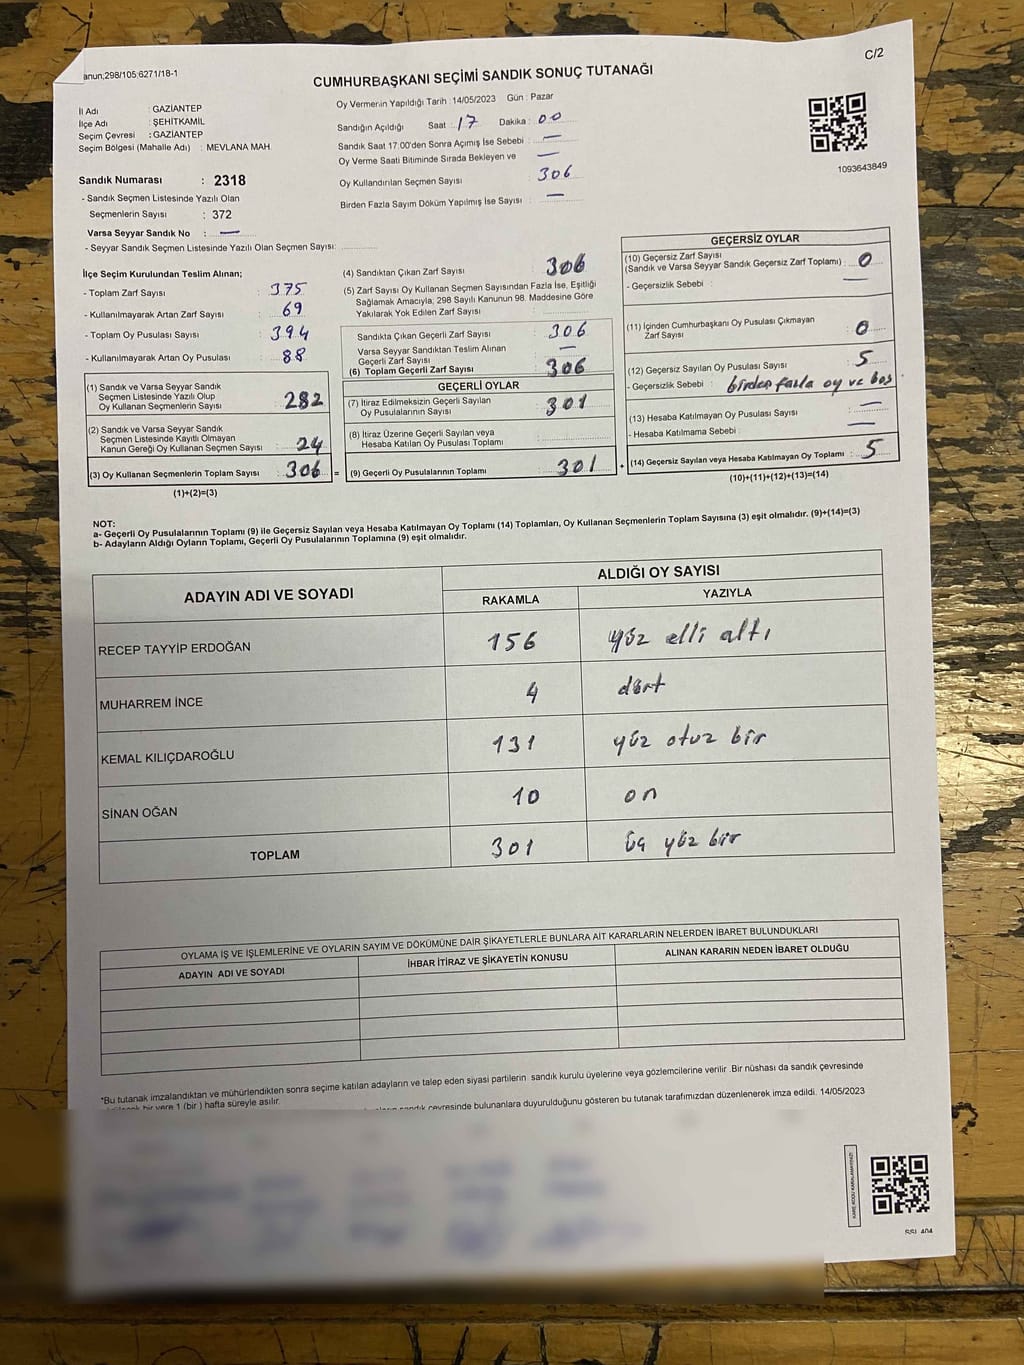 anun;298/105;6271/18-1
C/2
CUMHURBAŞKANI SEÇİMİ SANDIK SONUÇ TUTANAĞI
İl Adı : GAZİANTEP
İlçe Adı : ŞEHİTKAMİL
Seçim Çevresi : GAZİANTEP
Seçim Bölgesi (Mahalle Adı) : MEVLANA MAH
Oy Vermenin Yapıldığı Tarih : 14/05/2023 Gün : Pazar
Sandığın Açıldığı Saat : 17 Dakika : 00
Sandık Saat 17.00'den Sonra Açımış İse Sebebi : —
Oy Verme Saati Bitiminde Sırada Bekleyen ve —
Oy Kullandırılan Seçmen Sayısı : 306
Birden Fazla Sayım Döküm Yapılmış İse Sayısı : —
1093643849
Sandık Numarası : 2318
- Sandık Seçmen Listesinde Yazılı Olan
Seçmenlerin Sayısı : 372
Varsa Seyyar Sandık No : —
- Seyyar Sandık Seçmen Listesinde Yazılı Olan Seçmen Sayısı:
İlçe Seçim Kurulundan Teslim Alınan;
- Toplam Zarf Sayısı : 375
- Kullanılmayarak Artan Zarf Sayısı : 69
- Toplam Oy Pusulası Sayısı : 394
- Kullanılmayarak Artan Oy Pusulası : 88
(1) Sandık ve Varsa Seyyar Sandık
Seçmen Listesinde Yazılı Olup
Oy Kullanan Seçmenlerin Sayısı : 282
(2) Sandık ve Varsa Seyyar Sandık
Seçmen Listesinde Kayıtlı Olmayan
Kanun Gereği Oy Kullanan Seçmen Sayısı : 24
(3) Oy Kullanan Seçmenlerin Toplam Sayısı : 306 =
(1)+(2)=(3)
(4) Sandıktan Çıkan Zarf Sayısı : 306
(5) Zarf Sayısı Oy Kullanan Seçmen Sayısından Fazla İse, Eşitliği
Sağlamak Amacıyla; 298 Sayılı Kanunun 98. Maddesine Göre
Yakılarak Yok Edilen Zarf Sayısı :
Sandıkta Çıkan Geçerli Zarf Sayısı : 306
Varsa Seyyar Sandıktan Teslim Alınan
Geçerli Zarf Sayısı : —
(6) Toplam Geçerli Zarf Sayısı : 306
GEÇERLİ OYLAR
(7) İtiraz Edilmeksizin Geçerli Sayılan
Oy Pusulalarının Sayısı : 301
(8) İtiraz Üzerine Geçerli Sayılan veya
Hesaba Katılan Oy Pusulası Toplamı :
(9) Geçerli Oy Pusulalarının Toplamı : 301 +
GEÇERSİZ OYLAR
(10) Geçersiz Zarf Sayısı
(Sandık ve Varsa Seyyar Sandık Geçersiz Zarf Toplamı) : 0
- Geçersizlik Sebebi : —
(11) İçinden Cumhurbaşkanı Oy Pusulası Çıkmayan
Zarf Sayısı : 0
(12) Geçersiz Sayılan Oy Pusulası Sayısı : 5
- Geçersizlik Sebebi : birden fazla oy ve boş
(13) Hesaba Katılmayan Oy Pusulası Sayısı : —
- Hesaba Katılmama Sebebi : —
(14) Geçersiz Sayılan veya Hesaba Katılmayan Oy Toplamı : 5
(10)+(11)+(12)+(13)=(14)
NOT:
a- Geçerli Oy Pusulalarının Toplamı (9) ile Geçersiz Sayılan veya Hesaba Katılmayan Oy Toplamı (14) Toplamları, Oy Kullanan Seçmenlerin Toplam Sayısına (3) eşit olmalıdır. (9)+(14)=(3)
b- Adayların Aldığı Oyların Toplamı, Geçerli Oy Pusulalarının Toplamına (9) eşit olmalıdır.
ADAYIN ADI VE SOYADI
ALDIĞI OY SAYISI
RAKAMLA YAZIYLA
RECEP TAYYİP ERDOĞAN 156 yüz elli altı
MUHARREM İNCE 4 dört
KEMAL KILIÇDAROĞLU 131 yüz otuz bir
SİNAN OĞAN 10 on
TOPLAM 301 üç yüz bir
OYLAMA İŞ VE İŞLEMLERİNE VE OYLARIN SAYIM VE DÖKÜMÜNE DAİR ŞİKAYETLERLE BUNLARA AİT KARARLARIN NELERDEN İBARET BULUNDUKLARI
ADAYIN ADI VE SOYADI İHBAR İTİRAZ VE ŞİKAYETİN KONUSU ALINAN KARARIN NEDEN İBARET OLDUĞU
*Bu tutanak imzalandıktan ve mühürlendikten sonra seçime katılan adayların ve talep eden siyasi partilerin sandık kurulu üyelerine veya gözlemcilerine verilir .Bir nüshası da sandık çevresinde
bir yere 1 (bir ) hafta süreyle asılır.
sandık çevresinde bulunanlara duyurulduğunu gösteren bu tutanak tarafımızdan düzenlenerek imza edildi. 14/05/2023